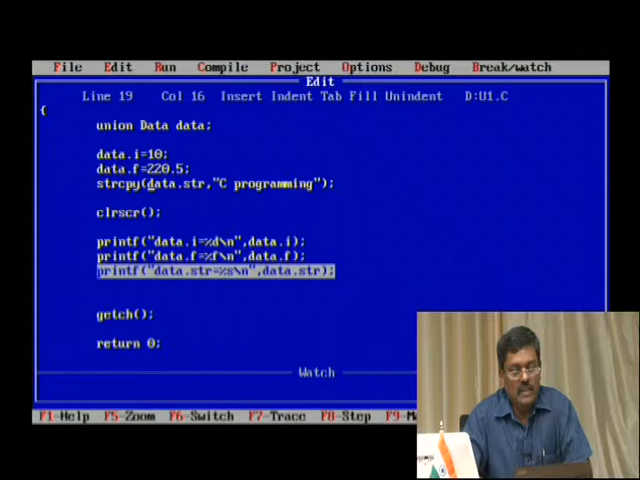 File Edit Run Compile Project Options Debug Break/watch
Edit
Line 19 Col 16 Insert Indent Tab Fill Unindent D:U1.C
{
union Data data;
data.i=10;
data.f=220.5;
strcpy(data.str,"C programming");
clrscr();
printf("data.i=%d\n",data.i);
printf("data.f=%f\n",data.f);
printf("data.str=%s\n",data.str);
getch();
return 0;
Watch
F1-Help F5-Zoom F6-Switch F7-Trace F8-Step